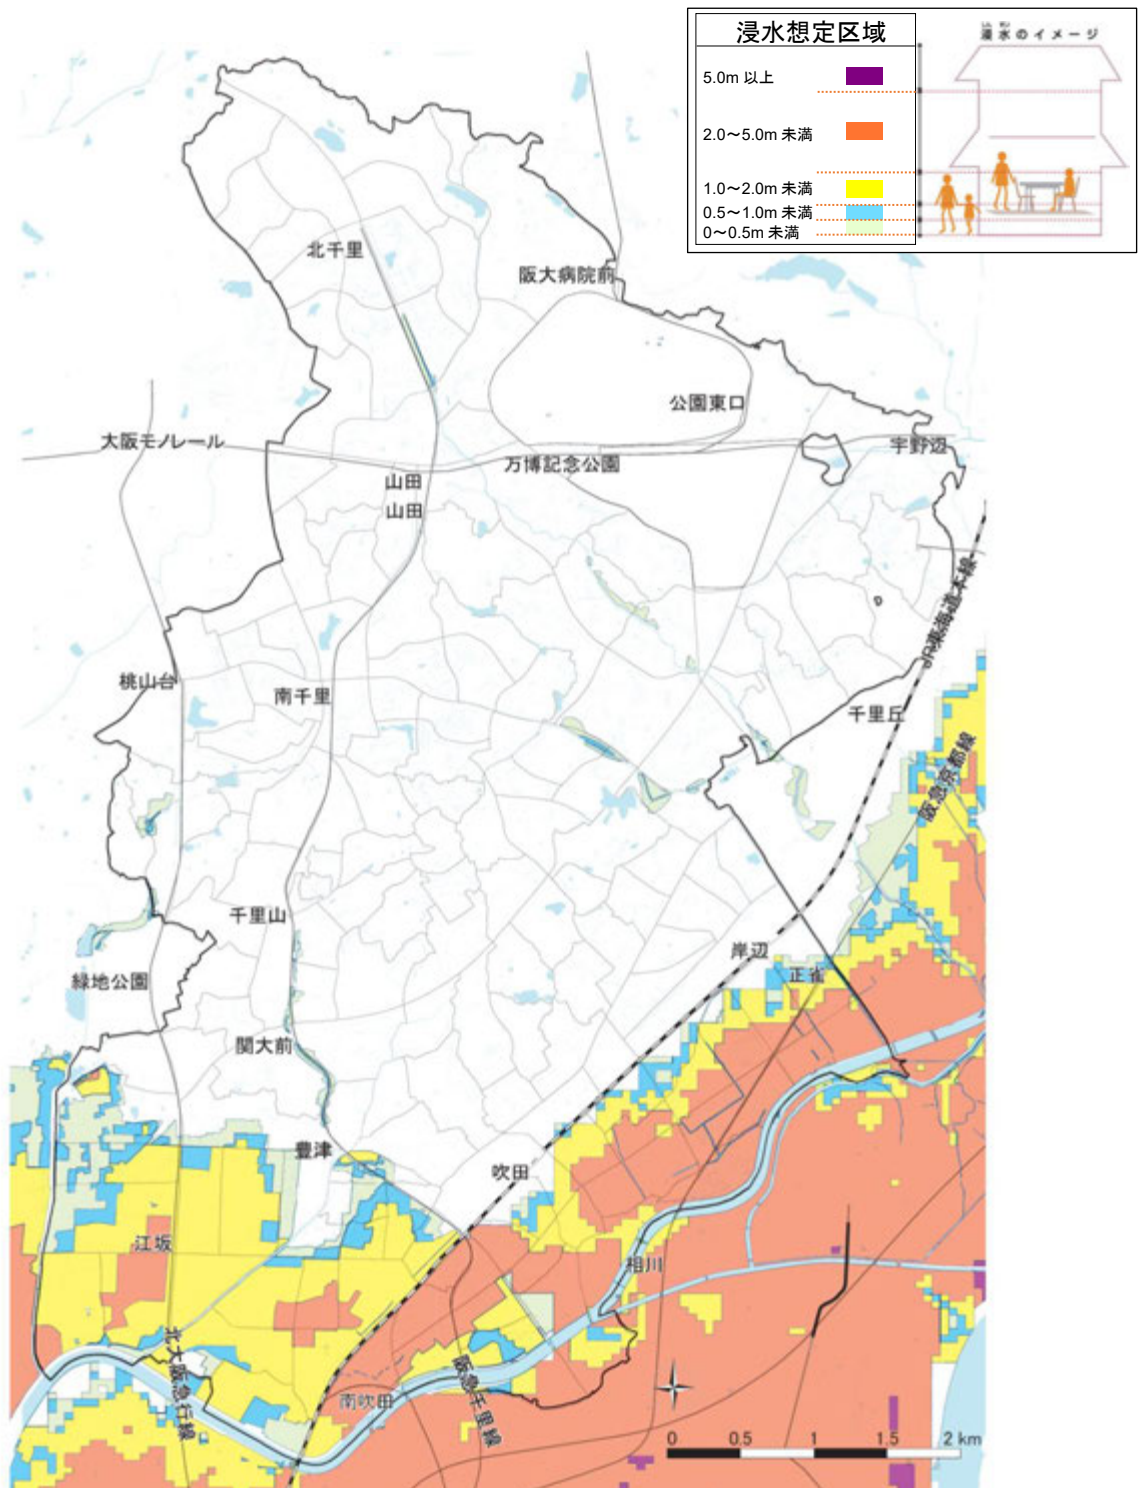 浸水想定区域
浸水のイメージ
5.0m 以上
2.0～5.0m 未満
1.0～2.0m 未満
0.5～1.0m 未満
0～0.5m 未満
北千里
阪大病院前
公園東口
大阪モノレール
宇野辺
万博記念公園
山田
山田
JR東海道本線
桃山台
南千里
千里丘
阪急京都線
千里山
岸辺
正雀
緑地公園
関大前
豊津
吹田
江坂
相川
北大阪急行線
阪急千里線
南吹田
0 0.5 1 1.5 2 km